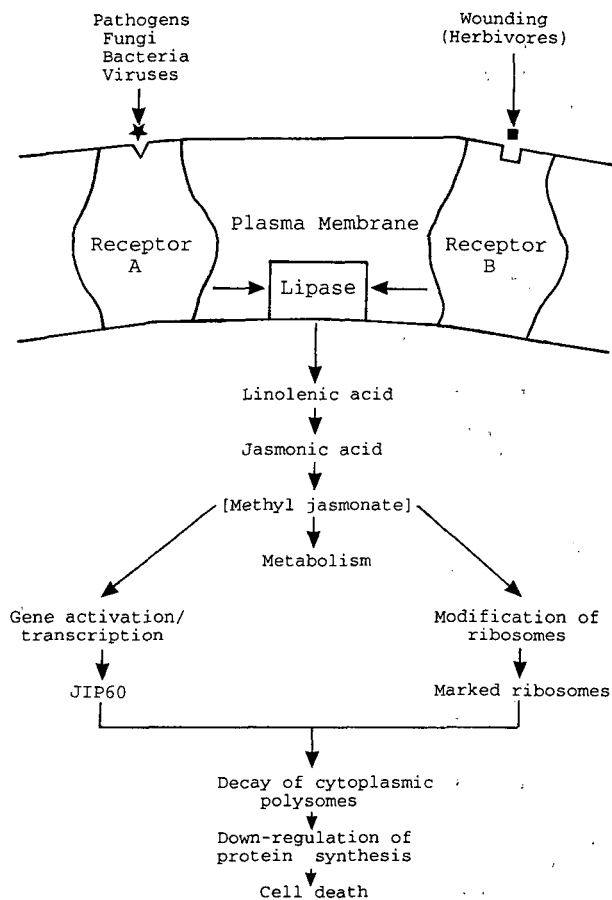 Pathogens
Fungi
Bacteria
Viruses
Wounding
(Herbivores)
Plasma Membrane
Receptor
A
Receptor
B
Lipase
Linolenic acid
Jasmonic acid
[Methyl jasmonate]
Metabolism
Gene activation/
transcription
Modification of
ribosomes
JIP60
Marked ribosomes
Decay of cytoplasmic
polysomes
Down-regulation of
protein synthesis
Cell death